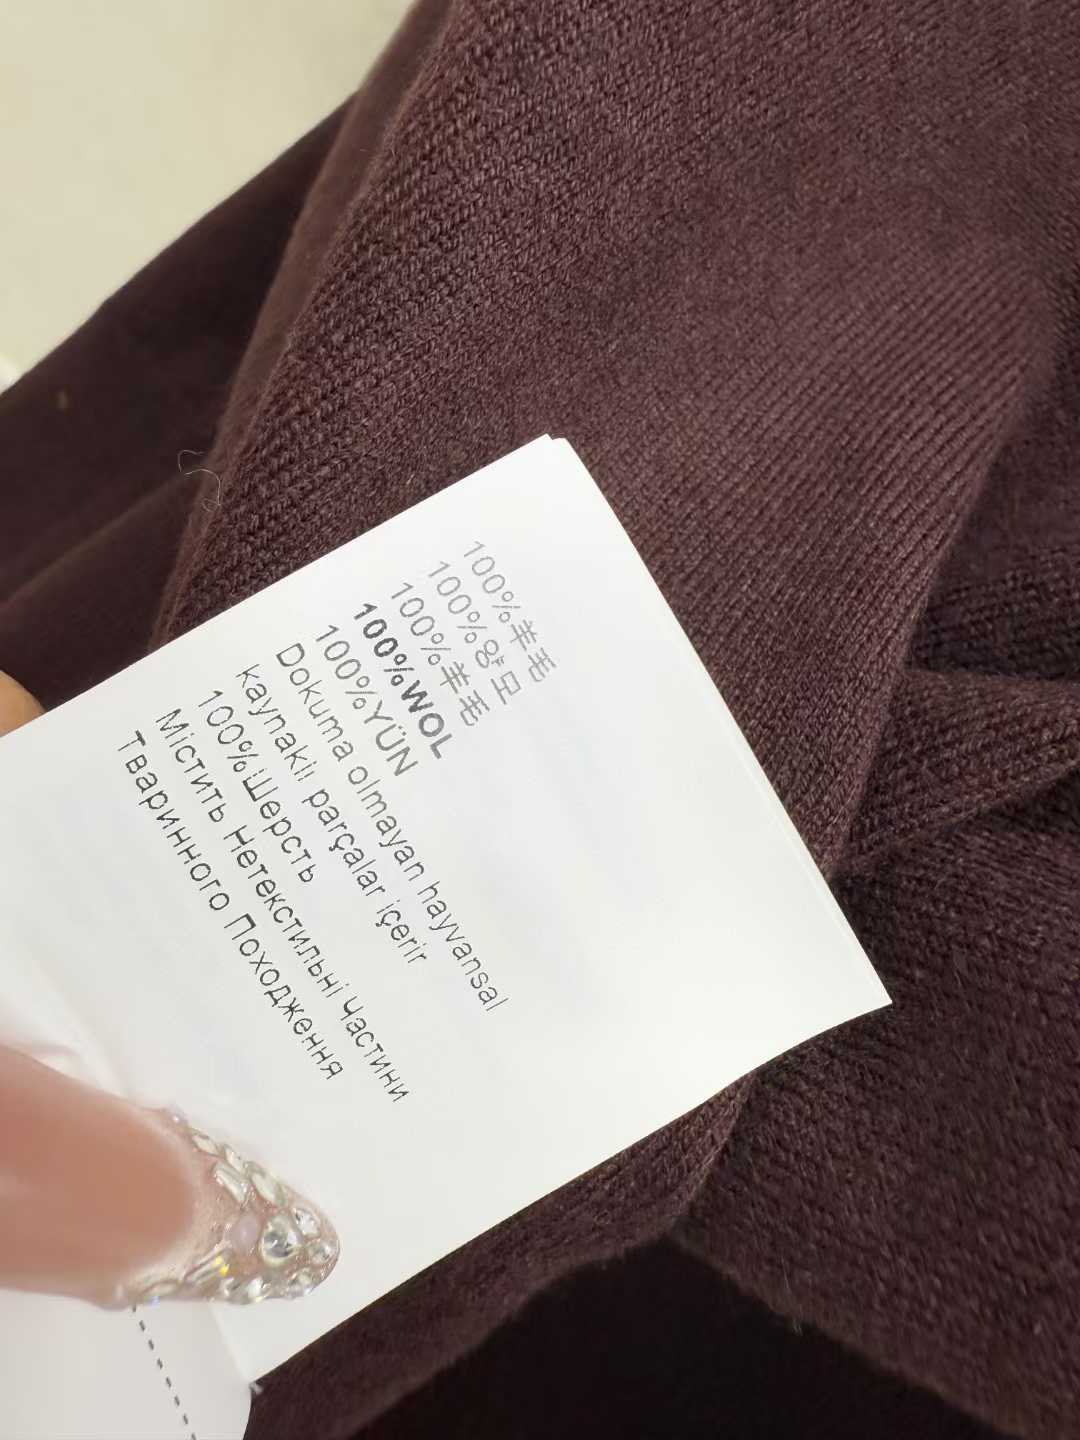 100%羊毛
100%양모
100%羊毛
100%WOL
100%YÜN
Dokuma olmayan hayvansal
kaynaklı parçalar içerir
100%Шерсть
Містить Нетекстильні Частини
Тваринного Походження